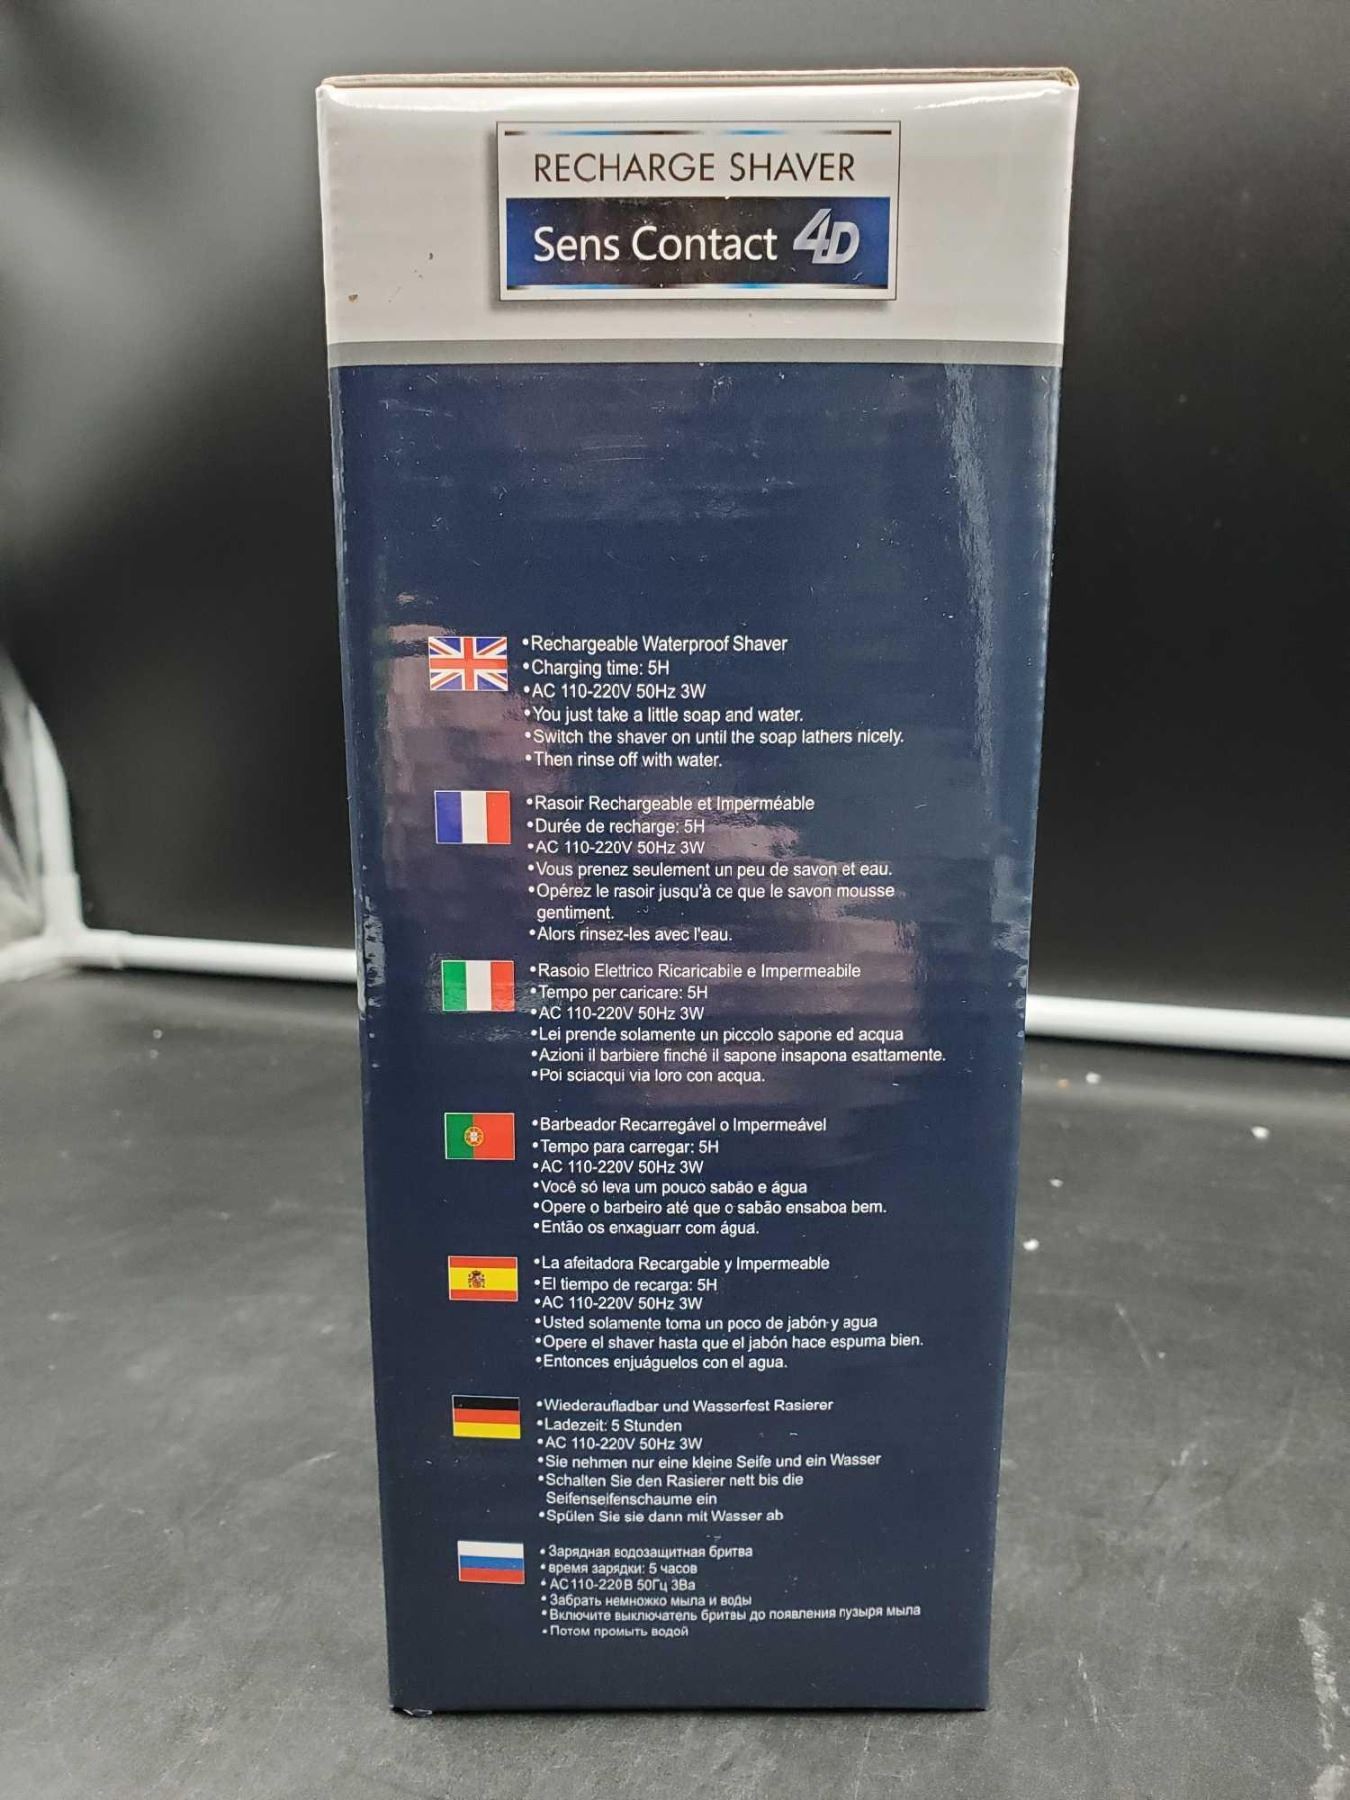 RECHARGE SHAVER
Sens Contact 4D
•Rechargeable Waterproof Shaver
•Charging time: 5H
•AC 110-220V 50Hz 3W
•You just take a little soap and water.
•Switch the shaver on until the soap lathers nicely.
•Then rinse off with water.
•Rasoir Rechargeable et Imperméable
•Durée de recharge: 5H
•AC 110-220V 50Hz 3W
•Vous prenez seulement un peu de savon et eau.
•Opérez le rasoir jusqu'à ce que le savon mousse
gentiment.
•Alors rinsez-les avec l'eau.
•Rasoio Elettrico Ricaricabile e Impermeabile
•Tempo per caricare: 5H
•AC 110-220V 50Hz 3W
•Lei prende solamente un piccolo sapone ed acqua
•Azioni il barbiere finché il sapone insapona esattamente.
•Poi sciacqui via loro con acqua.
•Barbeador Recarregável o Impermeável
•Tempo para carregar: 5H
•AC 110-220V 50Hz 3W
•Você só leva um pouco sabão e água
•Opere o barbeiro até que o sabão ensaboa bem.
•Então os enxaguarr com água.
•La afeitadora Recargable y Impermeable
•El tiempo de recarga: 5H
•AC 110-220V 50Hz 3W
•Usted solamente toma un poco de jabón y agua
•Opere el shaver hasta que el jabón hace espuma bien.
•Entonces enjuáguelos con el agua.
•Wiederaufladbar und Wasserfest Rasierer
•Ladezeit: 5 Stunden
•AC 110-220V 50Hz 3W
•Sie nehmen nur eine kleine Seife und ein Wasser
•Schalten Sie den Rasierer nett bis die
Seifenseifenschaume ein
•Spülen Sie sie dann mit Wasser ab
•Зарядная водозащитная бритва
•время зарядки: 5 часов
•АС110-220В 50Гц 3Ва
•Забрать немножко мыла и воды
•Включите выключатель бритвы до появления пузыря мыла
•Потом промыть водой